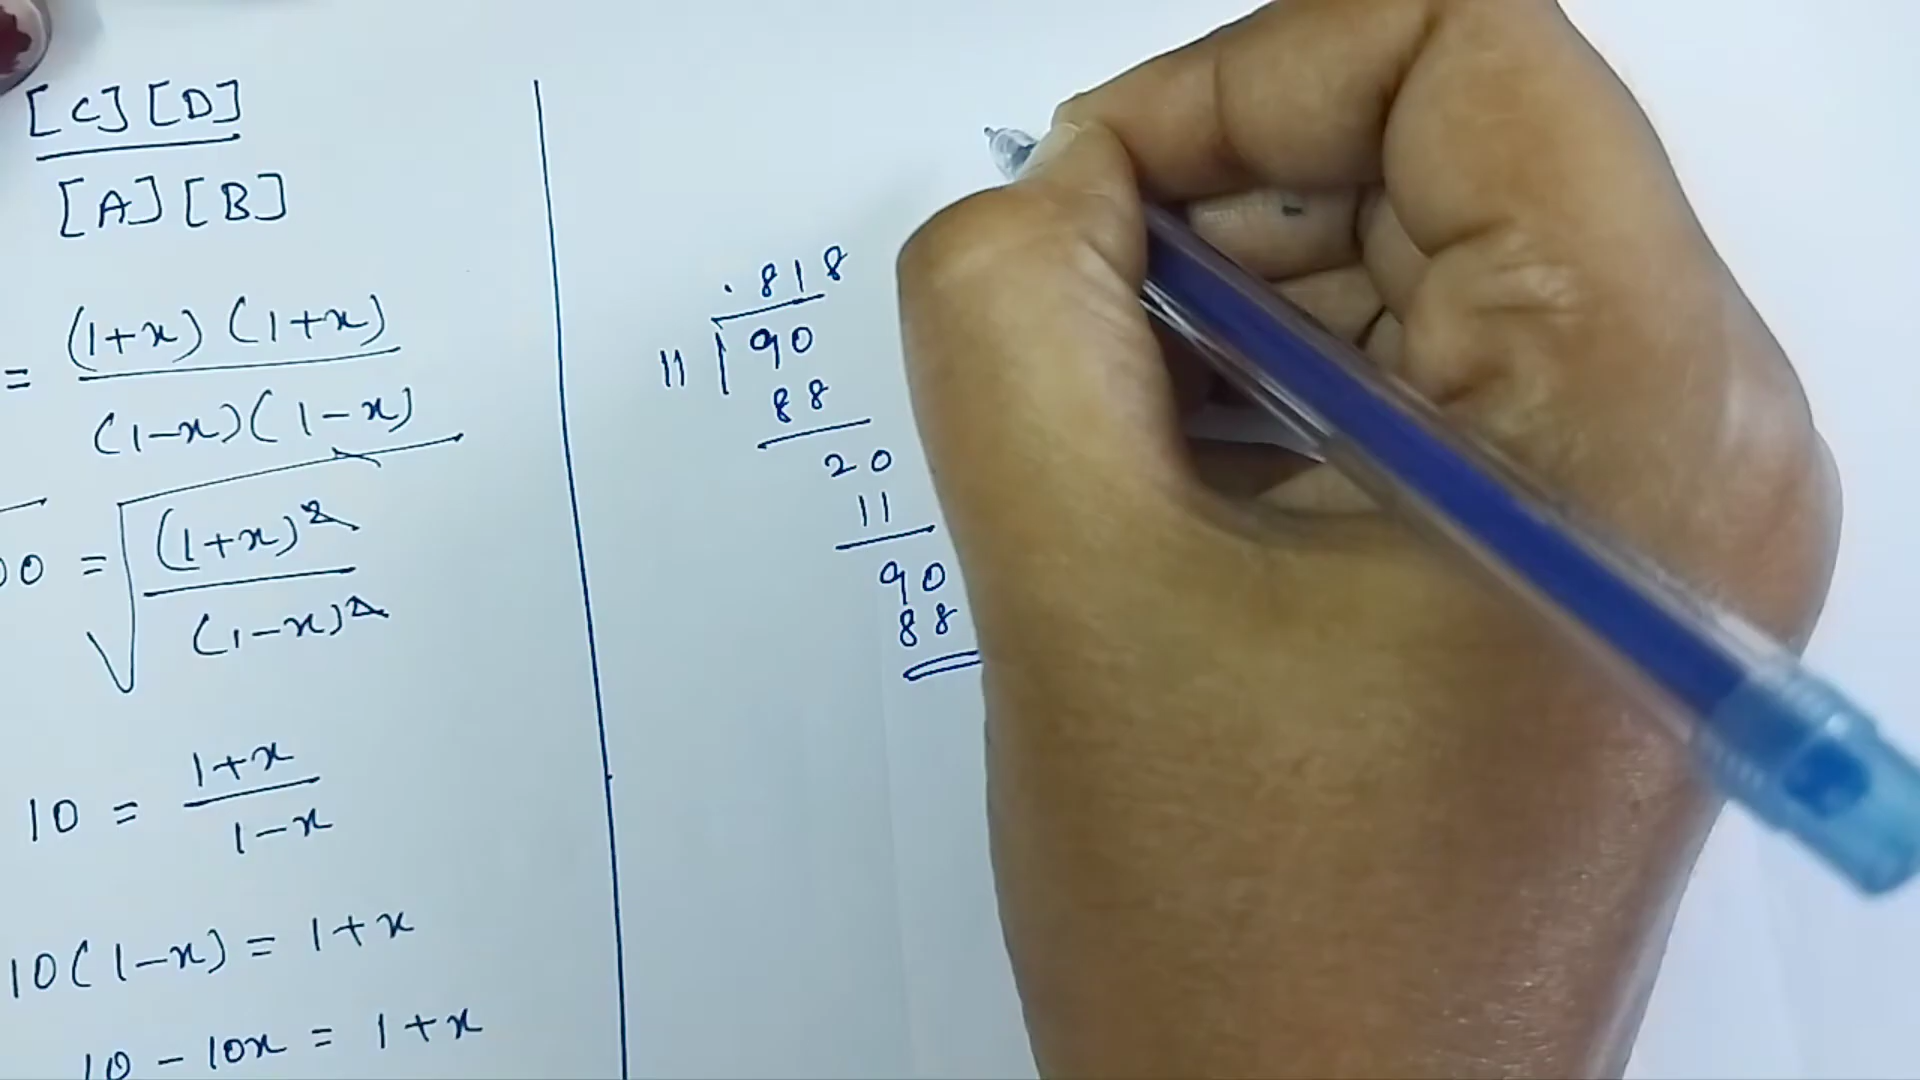 [C][D]
[A][B]
= (1+x)(1+x)
(1-x)(1-x)
00 = √(1+x)²
(1-x)²
10 = 1+x
1-x
10(1-x) = 1+x
10 - 10x = 1+x
.818
11 90
88
20
11
90
88